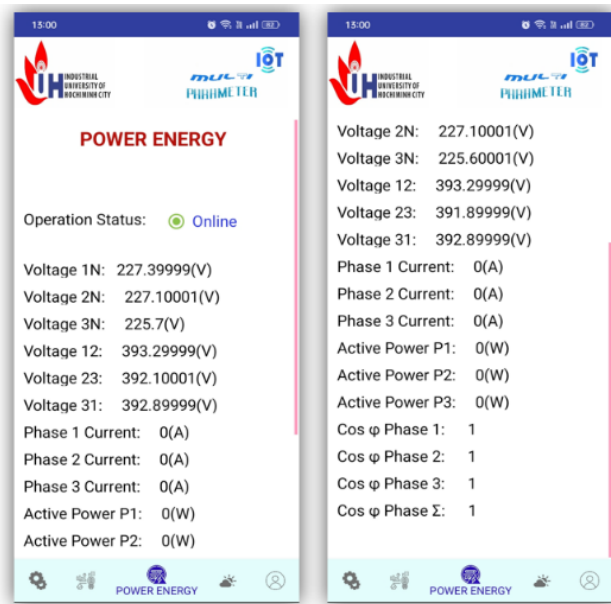 13:00
82
INDUSTRIAL
UNIVERSITY OF
HOCHIMINH CITY
IOT
MULTI
PARAMETER
POWER ENERGY
Operation Status: Online
Voltage 1N: 227.39999(V)
Voltage 2N: 227.10001(V)
Voltage 3N: 225.7(V)
Voltage 12: 393.29999(V)
Voltage 23: 392.10001(V)
Voltage 31: 392.89999(V)
Phase 1 Current: 0(A)
Phase 2 Current: 0(A)
Phase 3 Current: 0(A)
Active Power P1: 0(W)
Active Power P2: 0(W)
POWER ENERGY
13:00
82
INDUSTRIAL
UNIVERSITY OF
HOCHIMINH CITY
IOT
MULTI
PARAMETER
Voltage 2N: 227.10001(V)
Voltage 3N: 225.60001(V)
Voltage 12: 393.29999(V)
Voltage 23: 391.89999(V)
Voltage 31: 392.89999(V)
Phase 1 Current: 0(A)
Phase 2 Current: 0(A)
Phase 3 Current: 0(A)
Active Power P1: 0(W)
Active Power P2: 0(W)
Active Power P3: 0(W)
Cos φ Phase 1: 1
Cos φ Phase 2: 1
Cos φ Phase 3: 1
Cos φ Phase Σ: 1
POWER ENERGY